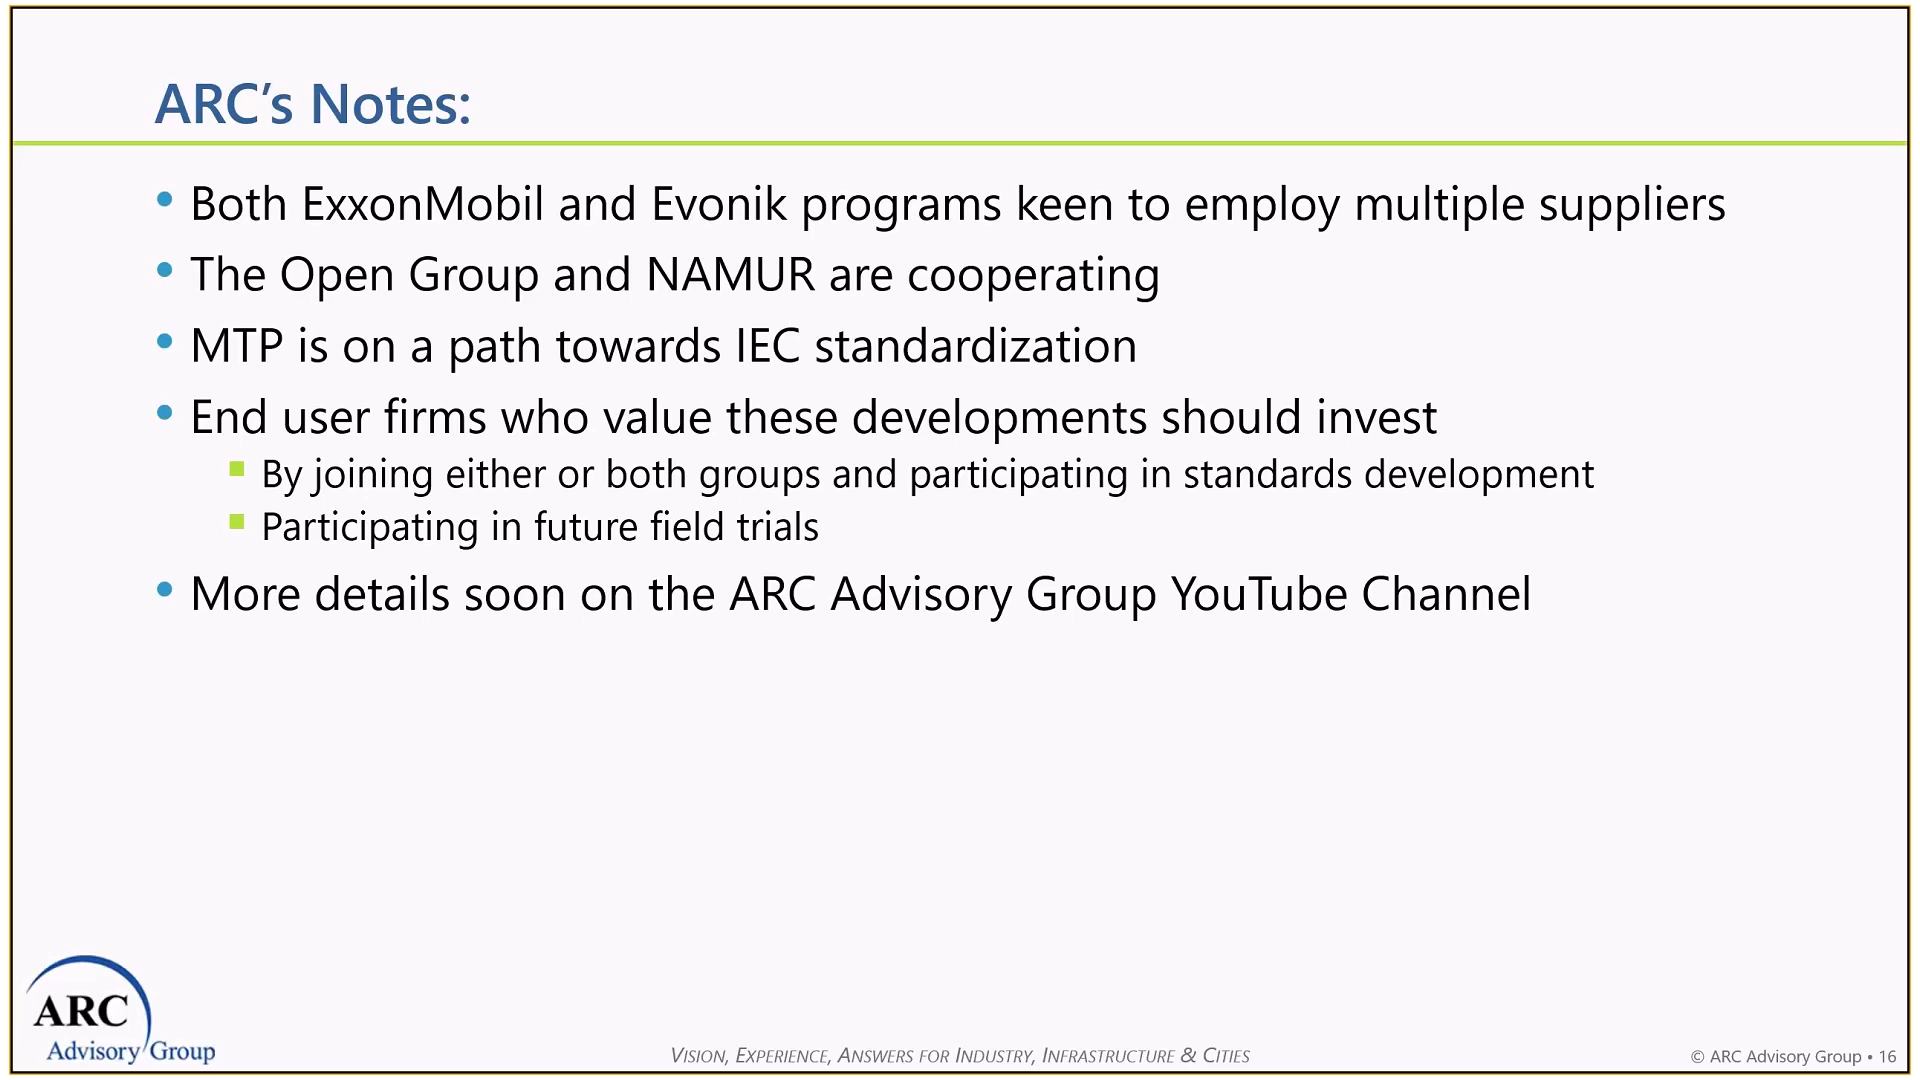 ARC’s Notes:
• Both ExxonMobil and Evonik programs keen to employ multiple suppliers
• The Open Group and NAMUR are cooperating
• MTP is on a path towards IEC standardization
• End user firms who value these developments should invest
▪ By joining either or both groups and participating in standards development
▪ Participating in future field trials
• More details soon on the ARC Advisory Group YouTube Channel
ARC
Advisory Group
VISION, EXPERIENCE, ANSWERS FOR INDUSTRY, INFRASTRUCTURE & CITIES
© ARC Advisory Group • 16